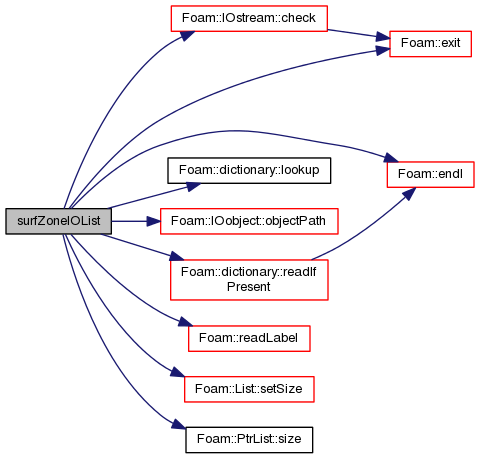 Foam::IOstream::check
Foam::exit
Foam::dictionary::lookup
Foam::endl
surfZoneIOList
Foam::IOobject::objectPath
Foam::dictionary::readIf
Present
Foam::readLabel
Foam::List::setSize
Foam::PtrList::size